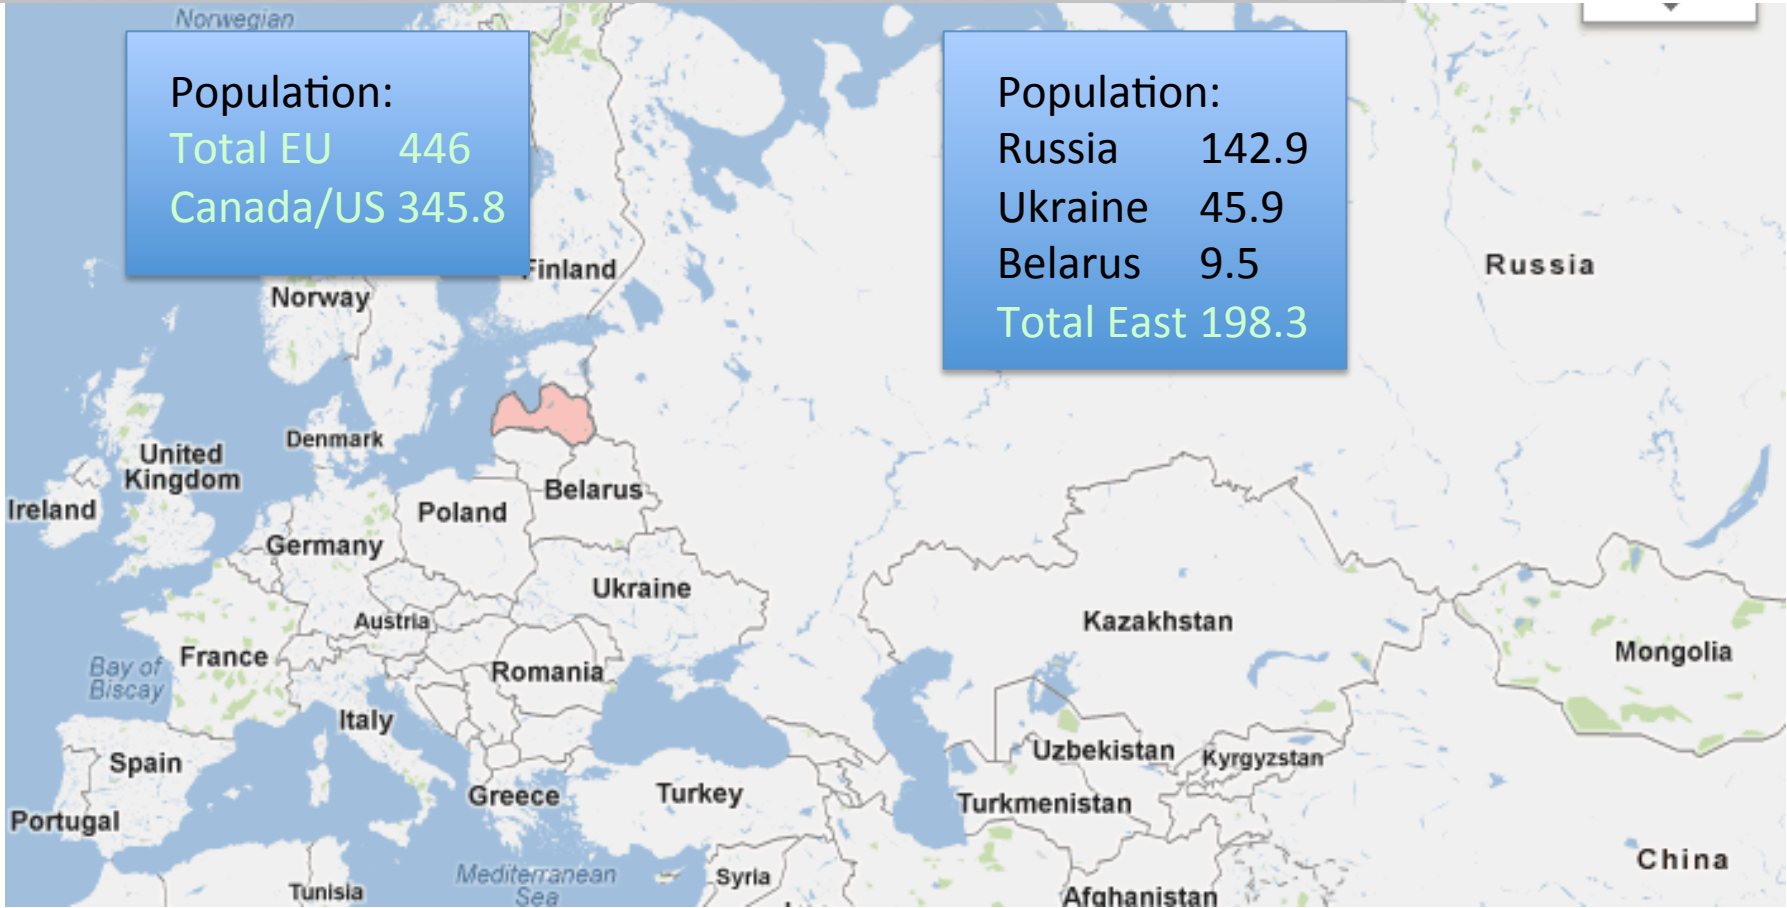 Norwegian
Population:
Total EU 446
Canada/US 345.8
Population:
Russia 142.9
Ukraine 45.9
Belarus 9.5
Total East 198.3
Finland
Norway
Russia
Denmark
United
Kingdom
Ireland
Belarus
Poland
Germany
Ukraine
Austria
Kazakhstan
France
Bay of
Biscay
Romania
Mongolia
Italy
Spain
Uzbekistan
Kyrgyzstan
Greece
Turkey
Turkmenistan
Portugal
China
Mediterranean
Sea
Syria
Tunisia
Afghanistan